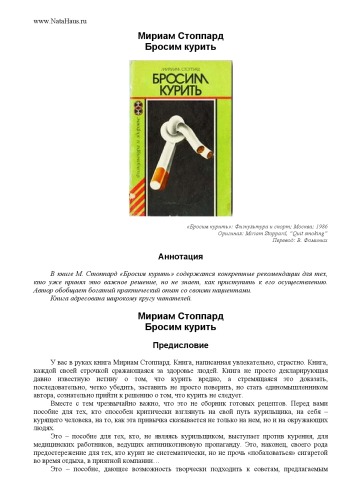 www.NataHaus.ru
Мириам Стоппард
Бросим курить
МИРИАМ СТОППАРД
БРОСИМ
КУРИТЬ
Физкультура и здоровье
«Бросим курить»: Физкультура и спорт; Москва; 1986
Оригинал: Miriam Stoppard, “Quit smoking”
Перевод: В. Фоминых
Аннотация
В книге М. Стоппард «Бросим курить» содержатся конкретные рекомендации для тех,
кто уже принял это важное решение, но не знает, как приступить к его осуществлению.
Автор обобщает богатый практический опыт со своими пациентами.
Книга адресована широкому кругу читателей.
Мириам Стоппард
Бросим курить
Предисловие
У вас в руках книга Мириам Стоппард. Книга, написанная увлекательно, страстно. Книга,
каждой своей строчкой сражающаяся за здоровье людей. Книга не просто декларирующая
давно известную истину о том, что курить вредно, а стремящаяся это доказать,
последовательно, четко убедить, заставить не просто поверить, но стать единомышленником
автора, сознательно прийти к решению о том, что курить не следует.
Вместе с тем чрезвычайно важно, что это не сборник готовых рецептов. Перед вами
пособие для тех, кто способен критически взглянуть на свой путь курильщика, на себя –
курящего человека, на то, как эта привычка сказывается не только на нем, но и на окружающих
людях.
Это – пособие для тех, кто, не являясь курильщиком, выступает против курения, для
медицинских работников, ведущих антиникотиновую пропаганду. Это, наконец, своего рода
предостережение для тех, кто курит не систематически, но не прочь «побаловаться» сигаретой
во время отдыха, в приятной компании…
Это – пособие, дающее возможность творчески подходить к советам, предлагаемым